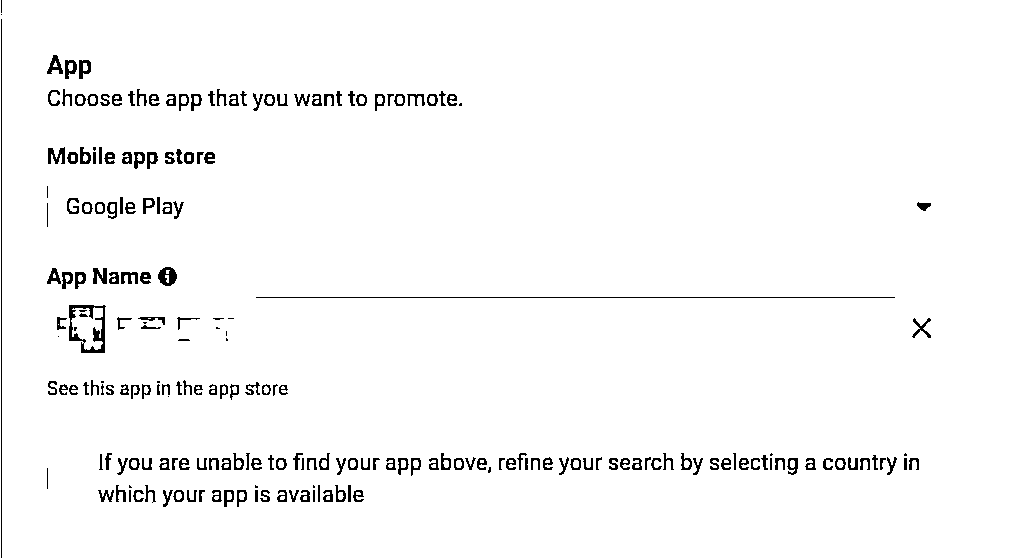 App
Choose the app that you want to promote.
Mobile app store
Google Play
App Name
See this app in the app store
If you are unable to find your app above, refine your search by selecting a country in
which your app is available